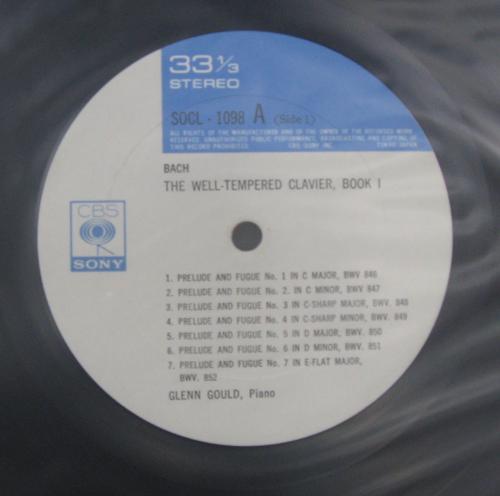 33 1/3
STEREO
SOCL · 1098 A (Side 1)
ALL RIGHTS OF THE MANUFACTURER AND OF THE OWNER OF THE RECORDED WORK
RESERVED. UNAUTHORIZED PUBLIC PERFORMANCE, BROADCASTING AND COPYING OF
THIS RECORD PROHIBITED CBS/SONY INC. TOKYO JAPAN
BACH
THE WELL-TEMPERED CLAVIER, BOOK I
CBS
SONY
1. PRELUDE AND FUGUE No. 1 IN C MAJOR, BWV 846
2. PRELUDE AND FUGUE No. 2. IN C MINOR, BWV 847
3. PRELUDE AND FUGUE No. 3 IN C-SHARP MAJOR, BWV. 848
4. PRELUDE AND FUGUE No. 4 IN C-SHARP MINOR, BWV. 849
5. PRELUDE AND FUGUE No. 5 IN D MAJOR, BWV. 850
6. PRELUDE AND FUGUE No. 6 IN D MINOR, BWV. 851
7. PRELUDE AND FUGUE No. 7 IN E-FLAT MAJOR,
BWV. 852
GLENN GOULD, Piano